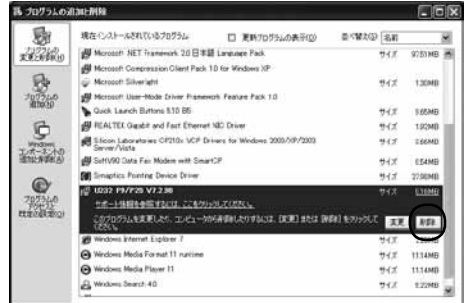 プログラムの追加と削除
現在インストールされているプログラム
更新プログラムの表示(D)
並べ替え(S): 名前
プログラムの
変更と削除(H)
プログラムの
追加(N)
Windows
コンポーネントの
追加と削除(A)
プログラムの
アクセスと
既定の設定(O)
Microsoft .NET Framework 2.0 日本語 Language Pack サイズ 97.51MB
Microsoft Compression Client Pack 1.0 for Windows XP
Microsoft Silverlight サイズ 1.30MB
Microsoft User-Mode Driver Framework Feature Pack 1.0
Quick Launch Buttons 5.10 B5 サイズ 9.65MB
REALTEK Gigabit and Fast Ethernet NIC Driver サイズ 1.92MB
Silicon Laboratories CP210x VCP Drivers for Windows 2000/XP/2003 Server/Vista サイズ 2.66MB
Soft V90 Data Fax Modem with SmartCP サイズ 0.54MB
Synaptics Pointing Device Driver サイズ 27.08MB
U232 P9/P25 V7.2.98 サイズ 5.16MB
サポート情報を参照するには、ここをクリックしてください。
このプログラムを変更したり、コンピュータから削除したりするには、[変更] または [削除] をクリックしてください。
変更 削除
Windows Internet Explorer 7 サイズ
Windows Media Format 11 runtime サイズ 11.14MB
Windows Media Player 11 サイズ 11.14MB
Windows Search 4.0 サイズ 9.22MB